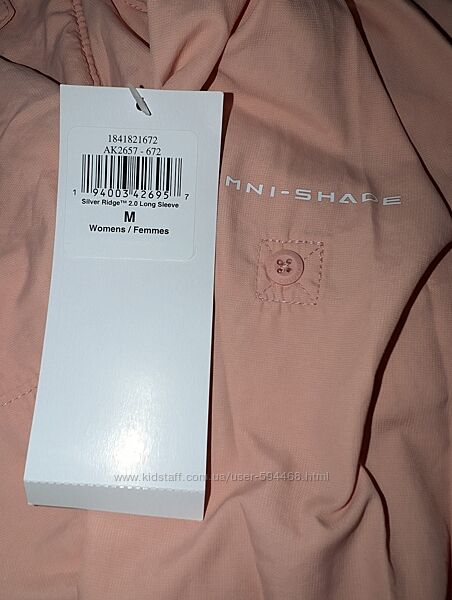 1841821672
AK2657 - 672
1 94003 42695 7
Silver Ridge™ 2.0 Long Sleeve
M
Womens / Femmes
MNI-SHADE
www.kidstaff.com.ua/user-594468.html